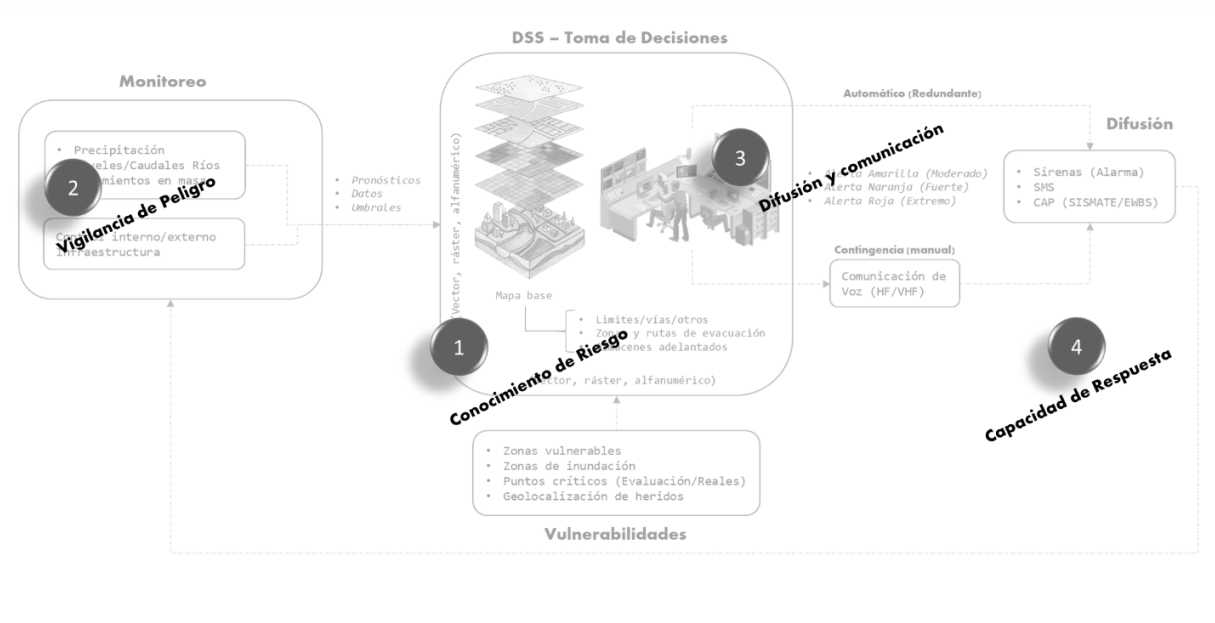 DSS – Toma de Decisiones
Monitoreo
• Precipitación
/Caudales Ríos
en masa
2
Vigilancia de Peligro
interno/externo
infraestructura
• Pronósticos
• Datos
• Umbrales
(Vector, ráster, alfanumérico)
Mapa base
• Limites/vías/otros
• y rutas de evacuación
adelantados
1
Conocimiento de Riesgo
ráster, alfanumérico)
3
Difusión y comunicación
Automático (Redundante)
Alerta Amarilla (Moderado)
• Alerta Naranja (Fuerte)
• Alerta Roja (Extremo)
Contingencia (manual)
Comunicación de
Voz (HF/VHF)
Difusión
• Sirenas (Alarma)
• SMS
• CAP (SISMATE/EWBS)
4
Capacidad de Respuesta
• Zonas vulnerables
• Zonas de inundación
• Puntos críticos (Evaluación/Reales)
• Geolocalización de heridos
Vulnerabilidades